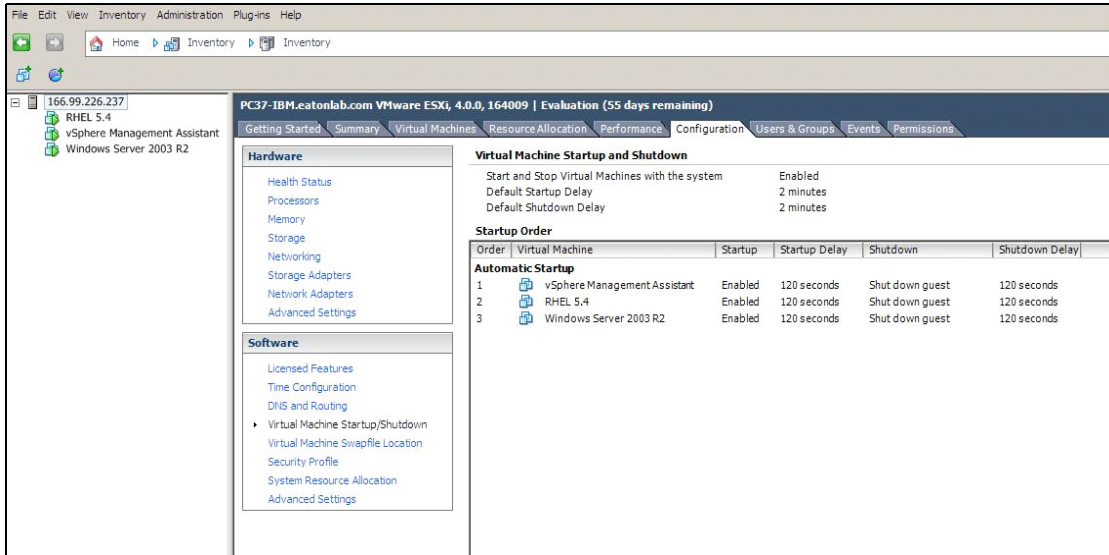 File Edit View Inventory Administration Plug-ins Help
Home Inventory Inventory
166.99.226.237
RHEL 5.4
vSphere Management Assistant
Windows Server 2003 R2
PC37-IBM.eatonlab.com VMware ESXi, 4.0.0, 164009 | Evaluation (55 days remaining)
Getting Started Summary Virtual Machines Resource Allocation Performance Configuration Users & Groups Events Permissions
Hardware
Health Status
Processors
Memory
Storage
Networking
Storage Adapters
Network Adapters
Advanced Settings
Software
Licensed Features
Time Configuration
DNS and Routing
Virtual Machine Startup/Shutdown
Virtual Machine Swapfile Location
Security Profile
System Resource Allocation
Advanced Settings
Virtual Machine Startup and Shutdown
Start and Stop Virtual Machines with the system Enabled
Default Startup Delay 2 minutes
Default Shutdown Delay 2 minutes
Startup Order
Order Virtual Machine Startup Startup Delay Shutdown Shutdown Delay
Automatic Startup
1 vSphere Management Assistant Enabled 120 seconds Shut down guest 120 seconds
2 RHEL 5.4 Enabled 120 seconds Shut down guest 120 seconds
3 Windows Server 2003 R2 Enabled 120 seconds Shut down guest 120 seconds